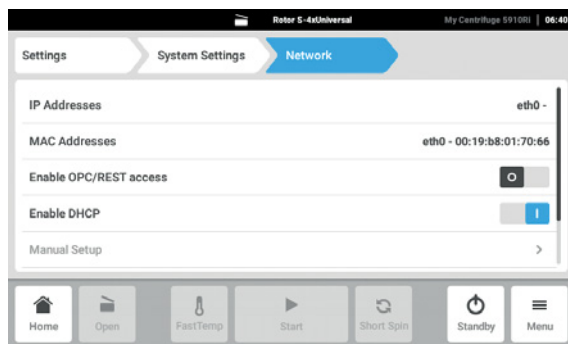 Rotor S-4xUniversal My Centrifuge 5910Ri | 06:40
Settings System Settings Network
IP Addresses eth0 -
MAC Addresses eth0 - 00:19:b8:01:70:66
Enable OPC/REST access O
Enable DHCP I
Manual Setup >
Home Open FastTemp Start Short Spin Standby Menu